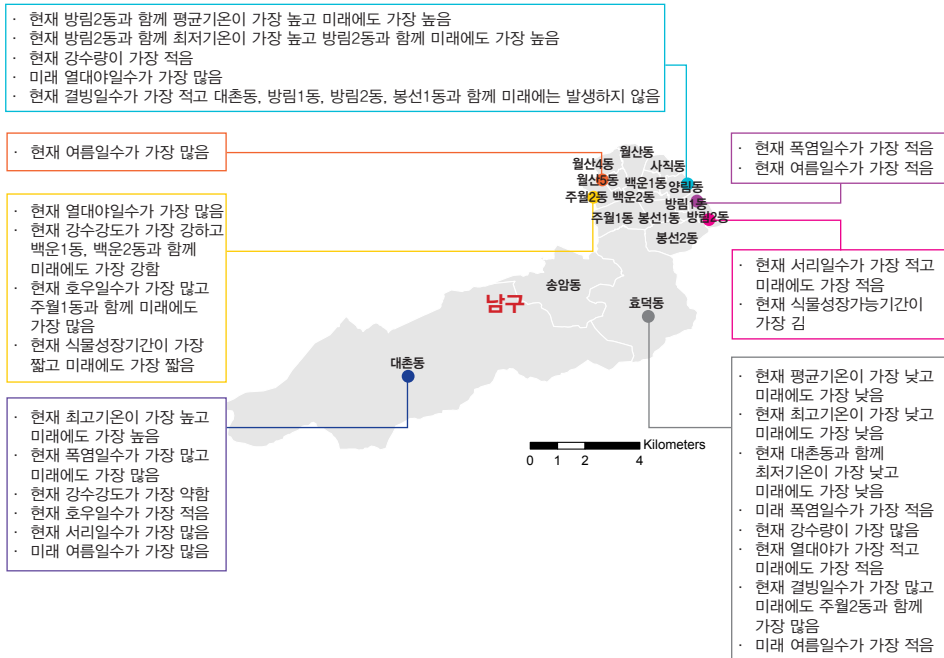 · 현재 방림2동과 함께 평균기온이 가장 높고 미래에도 가장 높음
· 현재 방림2동과 함께 최저기온이 가장 높고 방림2동과 함께 미래에도 가장 높음
· 현재 강수량이 가장 적음
· 미래 열대야일수가 가장 많음
· 현재 결빙일수가 가장 적고 대촌동, 방림1동, 방림2동, 봉선1동과 함께 미래에는 발생하지 않음
· 현재 여름일수가 가장 많음
· 현재 열대야일수가 가장 많음
· 현재 강수강도가 가장 강하고
백운1동, 백운2동과 함께
미래에도 가장 강함
· 현재 호우일수가 가장 많고
주월1동과 함께 미래에도
가장 많음
· 현재 식물성장기간이 가장
짧고 미래에도 가장 짧음
· 현재 최고기온이 가장 높고
미래에도 가장 높음
· 현재 폭염일수가 가장 많고
미래에도 가장 많음
· 현재 강수강도가 가장 약함
· 현재 호우일수가 가장 적음
· 현재 서리일수가 가장 많음
· 미래 여름일수가 가장 많음
월산동
월산4동
사직동
월산5동
백운1동
양림동
주월2동
백운2동
방림1동
주월1동
봉선1동
방림2동
봉선2동
송암동
남구
효덕동
대촌동
Kilometers
0 1 2 4
· 현재 폭염일수가 가장 적음
· 현재 여름일수가 가장 적음
· 현재 서리일수가 가장 적고
미래에도 가장 적음
· 현재 식물성장가능기간이
가장 김
· 현재 평균기온이 가장 낮고
미래에도 가장 낮음
· 현재 최고기온이 가장 낮고
미래에도 가장 낮음
· 현재 대촌동과 함께
최저기온이 가장 낮고
미래에도 가장 낮음
· 미래 폭염일수가 가장 적음
· 현재 강수량이 가장 많음
· 현재 열대야가 가장 적고
미래에도 가장 적음
· 현재 결빙일수가 가장 많고
미래에도 주월2동과 함께
가장 많음
· 미래 여름일수가 가장 적음